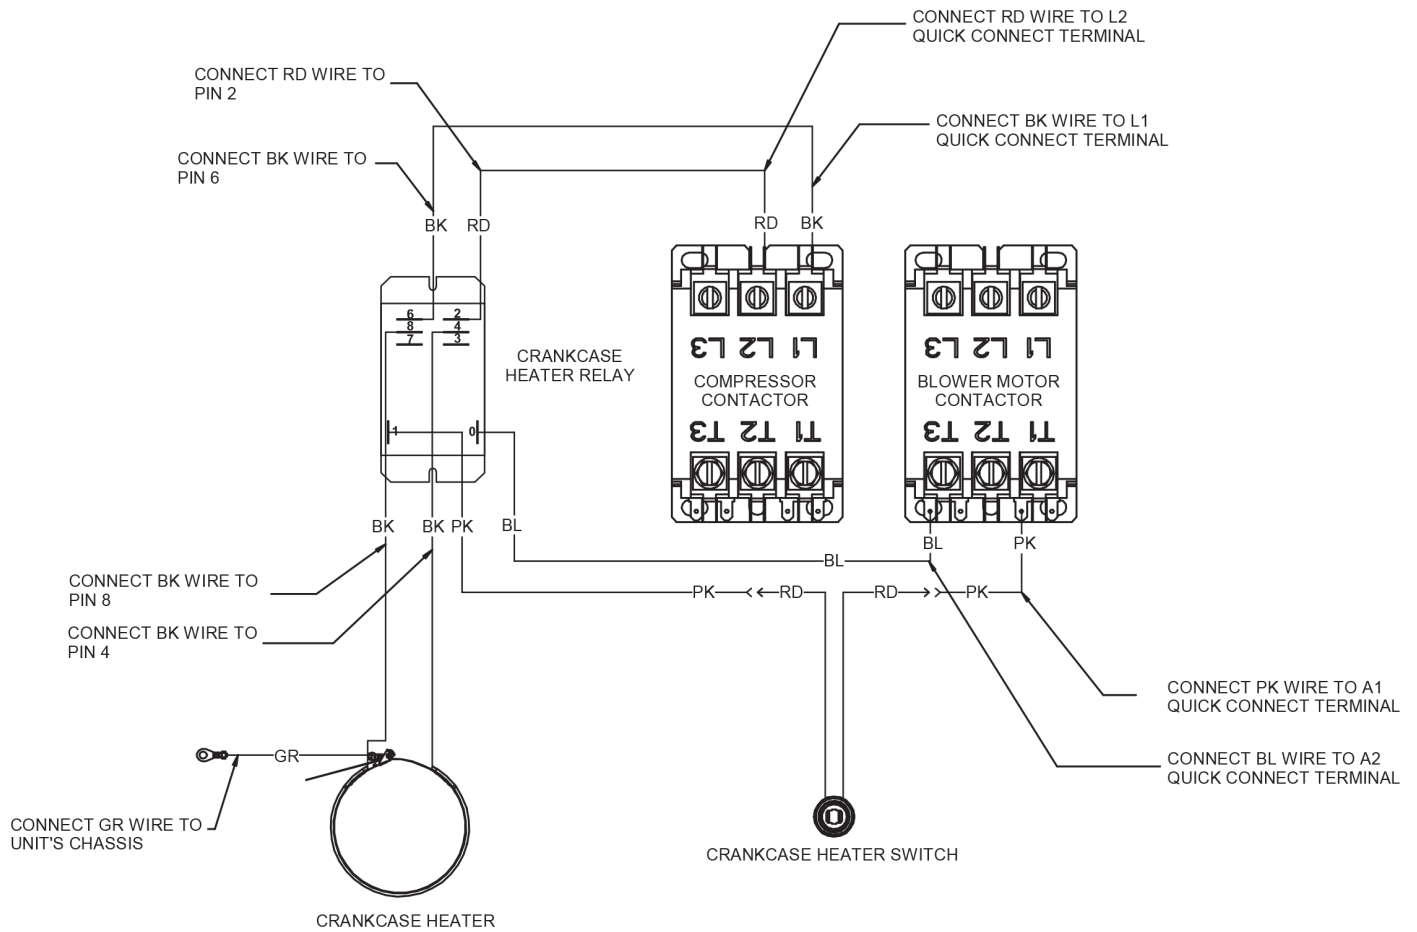 CONNECT RD WIRE TO L2
QUICK CONNECT TERMINAL
CONNECT RD WIRE TO
PIN 2
CONNECT BK WIRE TO L1
QUICK CONNECT TERMINAL
CONNECT BK WIRE TO
PIN 6
BK
RD
RD
BK
6
2
8
4
7
3
1
0
CRANKCASE
HEATER RELAY
L3
L2
L1
COMPRESSOR
CONTACTOR
T3
T2
T1
L3
L2
L1
BLOWER MOTOR
CONTACTOR
T3
T2
T1
BK
BK
PK
BL
BL
PK
BL
PK
RD
RD
PK
CONNECT BK WIRE TO
PIN 8
CONNECT BK WIRE TO
PIN 4
CONNECT PK WIRE TO A1
QUICK CONNECT TERMINAL
CONNECT BL WIRE TO A2
QUICK CONNECT TERMINAL
GR
CONNECT GR WIRE TO
UNIT'S CHASSIS
CRANKCASE HEATER SWITCH
CRANKCASE HEATER